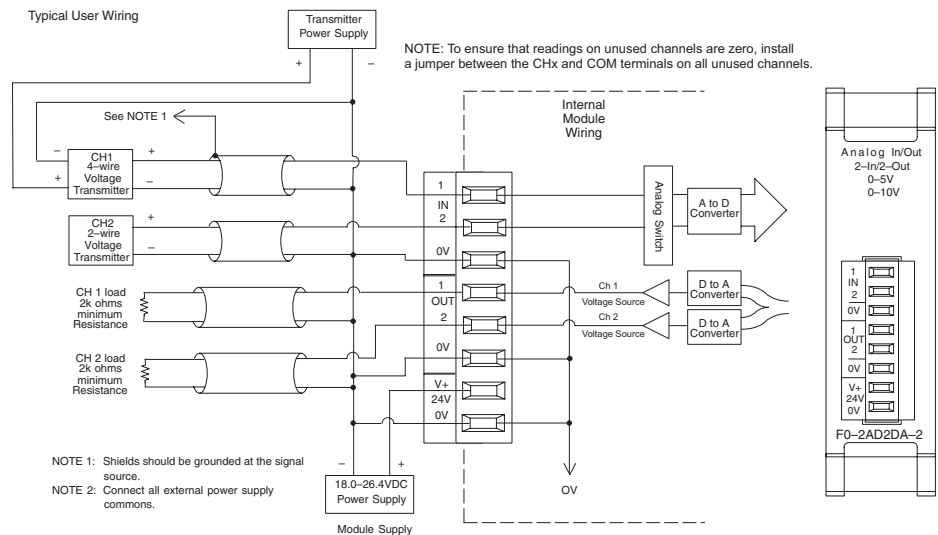 Typical User Wiring
Transmitter
Power Supply
+
–
NOTE: To ensure that readings on unused channels are zero, install
a jumper between the CHx and COM terminals on all unused channels.
See NOTE 1
–
+
CH1
4–wire
Voltage
Transmitter
+
–
CH2
2–wire
Voltage
Transmitter
+
–
CH 1 load
2k ohms
minimum
Resistance
CH 2 load
2k ohms
minimum
Resistance
1
IN
2
0V
1
OUT
2
0V
V+
24V
0V
Internal
Module
Wiring
Analog Switch
A to D
Converter
Ch 1
Voltage Source
D to A
Converter
Ch 2
Voltage Source
D to A
Converter
OV
NOTE 1: Shields should be grounded at the signal
source.
NOTE 2: Connect all external power supply
commons.
–
+
18.0–26.4VDC
Power Supply
Module Supply
Analog In/Out
2–In/2–Out
0–5V
0–10V
1
IN
2
0V
1
OUT
2
0V
V+
24V
0V
F0–2AD2DA–2